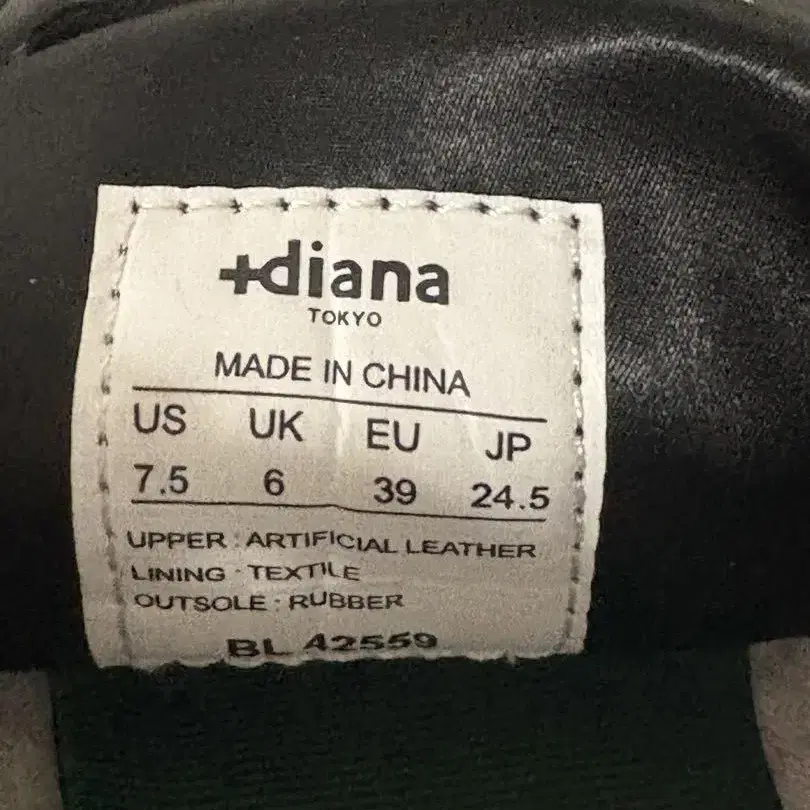 +diana
TOKYO
MADE IN CHINA
US UK EU JP
7.5 6 39 24.5
UPPER : ARTIFICIAL LEATHER
LINING : TEXTILE
OUTSOLE : RUBBER
BL 42559